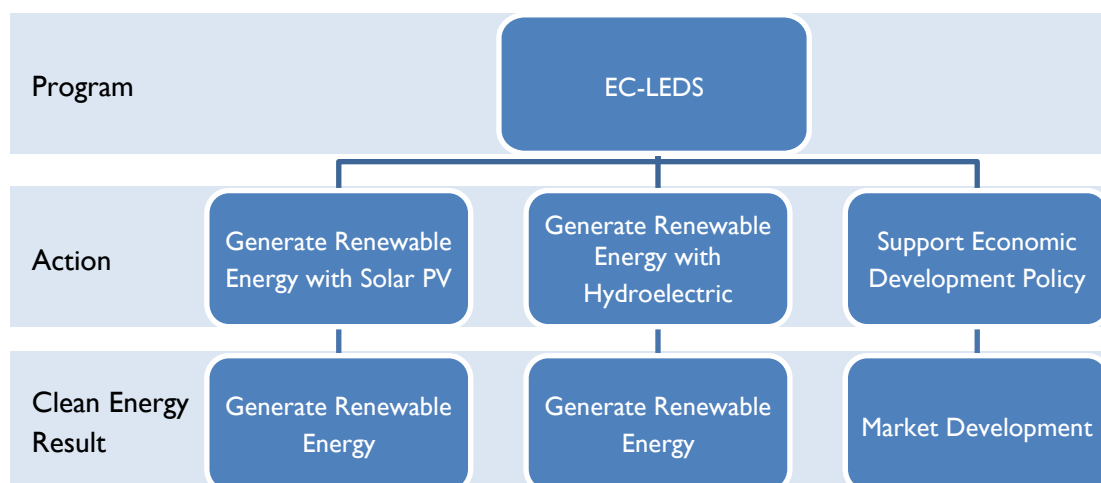 Program
EC-LEDS
Action
Generate Renewable
Energy with Solar PV
Generate Renewable
Energy with
Hydroelectric
Support Economic
Development Policy
Clean Energy
Result
Generate Renewable
Energy
Generate Renewable
Energy
Market Development